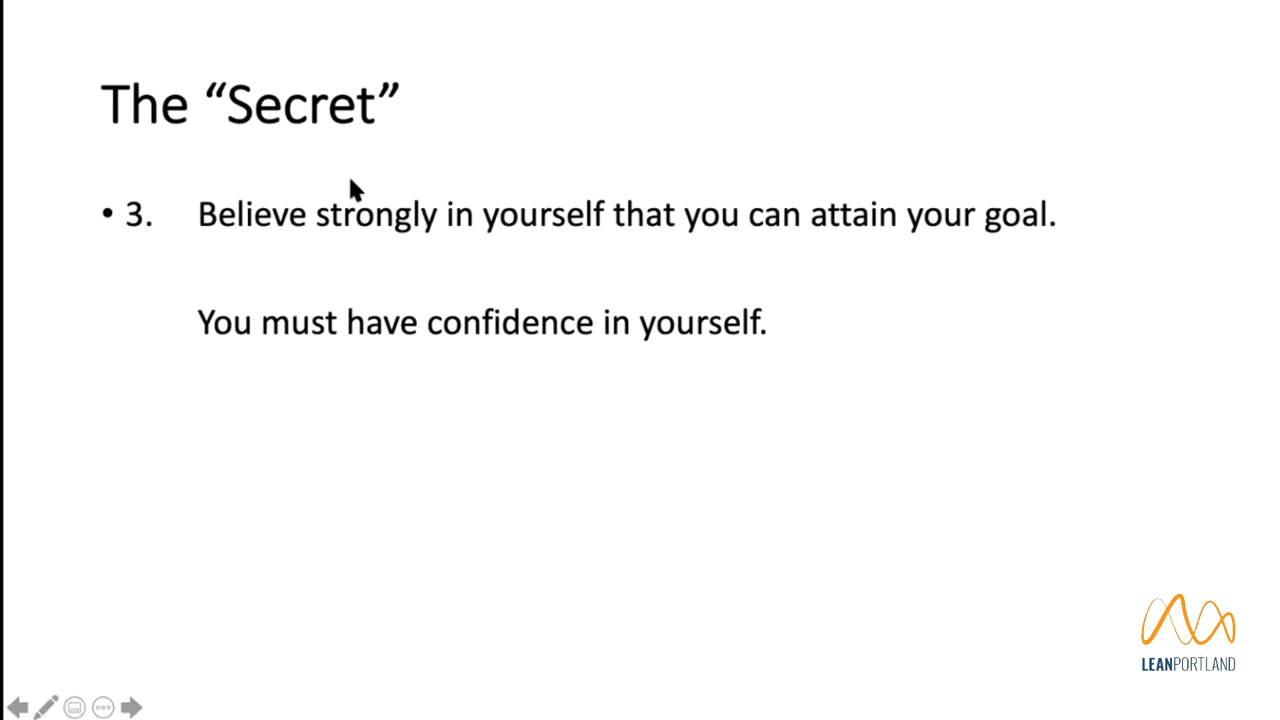 The “Secret”
• 3. Believe strongly in yourself that you can attain your goal.
You must have confidence in yourself.
LEANPORTLAND